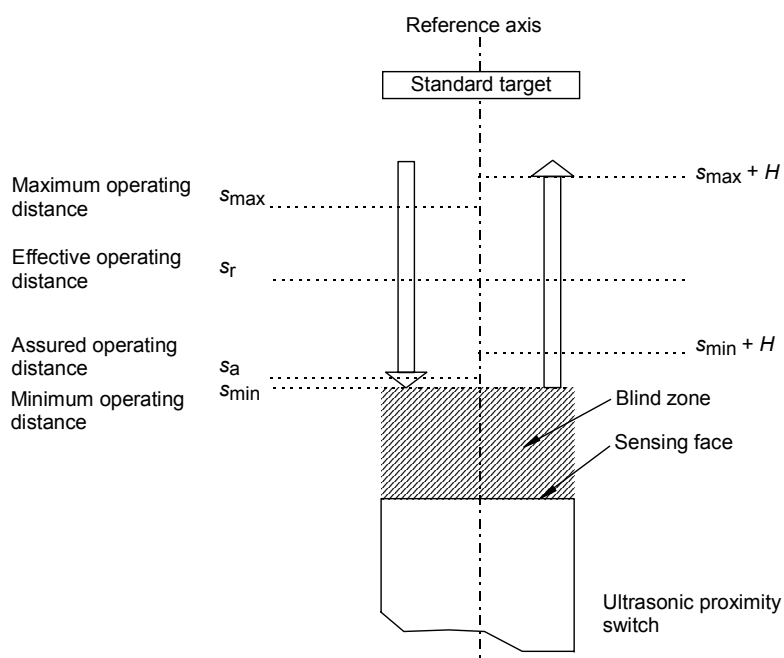 Reference axis
Standard target
Maximum operating
distance
smax
smax + H
Effective operating
distance
sr
Assured operating
distance
sa
smin + H
smin
Minimum operating
distance
Blind zone
Sensing face
Ultrasonic proximity
switch